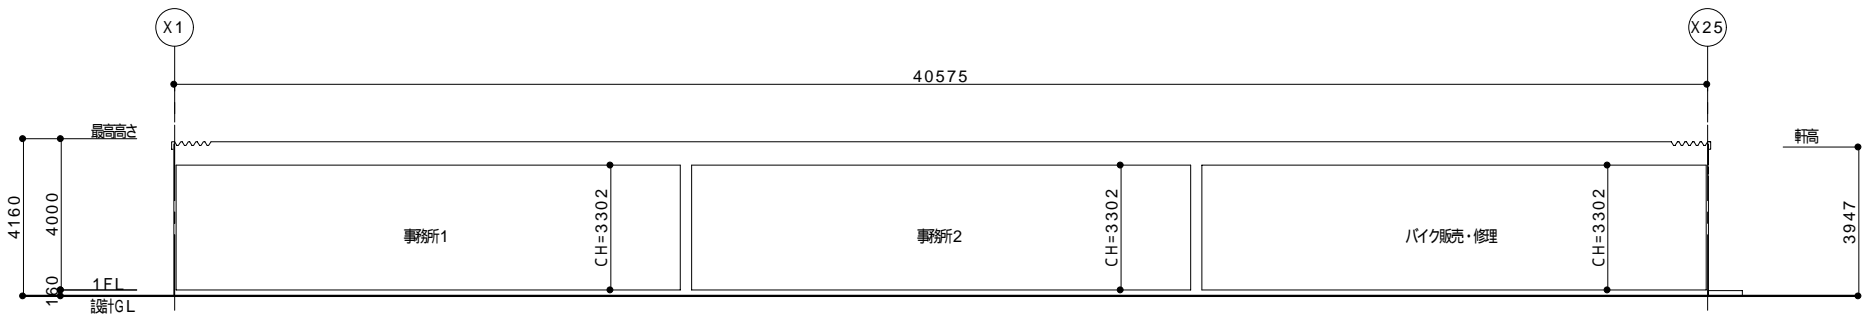 X1
X25
40575
最高高さ
軒高
4160
4000
160
CH=3302
CH=3302
CH=3302
3947
事務所1
事務所2
バイク販売・修理
1FL
設計GL